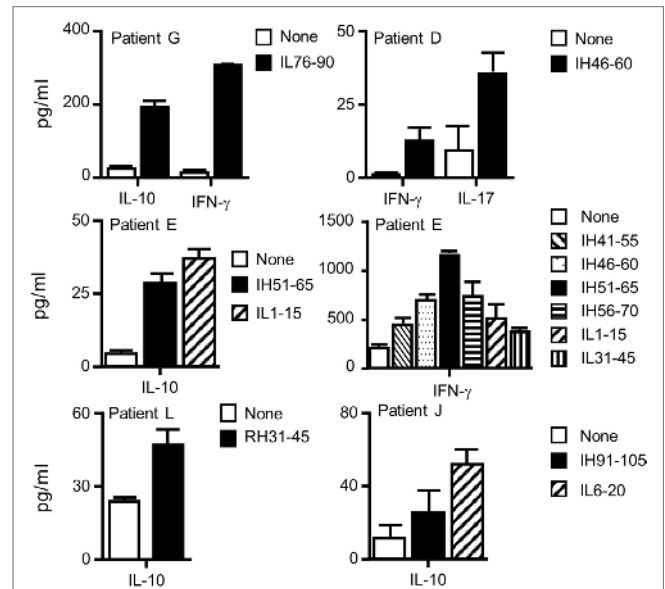 Patient G
None
IL76-90
400
200
0
pg/ml
IL-10
IFN-γ
Patient D
None
IH46-60
50
25
0
IFN-γ
IL-17
Patient E
None
IH51-65
IL1-15
50
25
0
pg/ml
IL-10
Patient E
None
IH41-55
IH46-60
IH51-65
IH56-70
IL1-15
IL31-45
1500
1000
500
0
IFN-γ
Patient L
None
RH31-45
60
30
0
pg/ml
IL-10
Patient J
None
IH91-105
IL6-20
80
40
0
IL-10